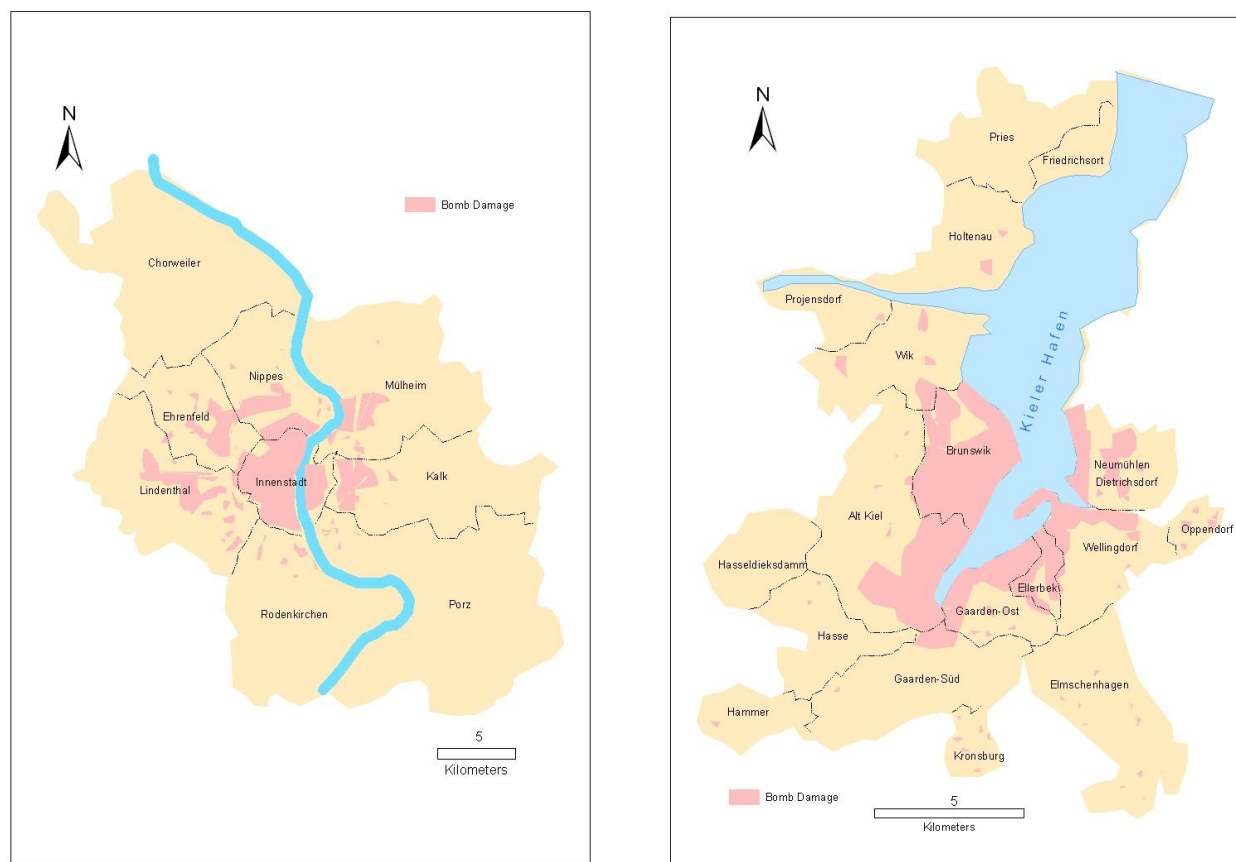 N
Bomb Damage
Chorweiler
Nippes
Mülheim
Ehrenfeld
Kalk
Innenstadt
Lindenthal
Rodenkirchen
Porz
5
Kilometers
N
Pries
Friedrichsort
Holtenau
Projensdorf
Wik
Kieler Hafen
Brunswik
Neumühlen
Dietrichsdorf
Alt Kiel
Oppendorf
Wellingdorf
Hasseldieksdamm
Ellerbek
Gaarden-Ost
Hasse
Gaarden-Süd
Elmschenhagen
Hammer
Kronsburg
Bomb Damage
5
Kilometers